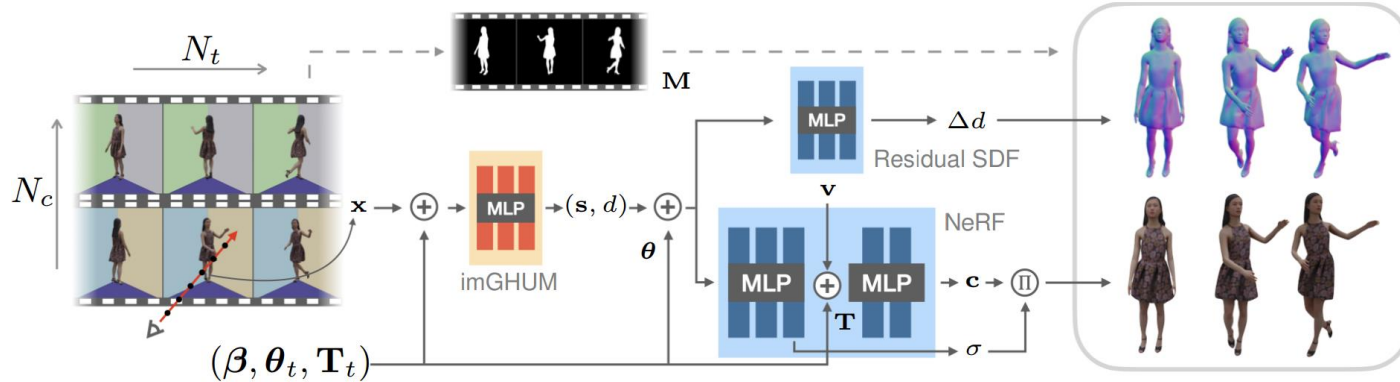 N_t
M
MLP
Δd
Residual SDF
N_c
x
MLP
(s, d)
v
NeRF
θ
imGHUM
MLP
MLP
c
Π
T
σ
(β, θ_t, T_t)